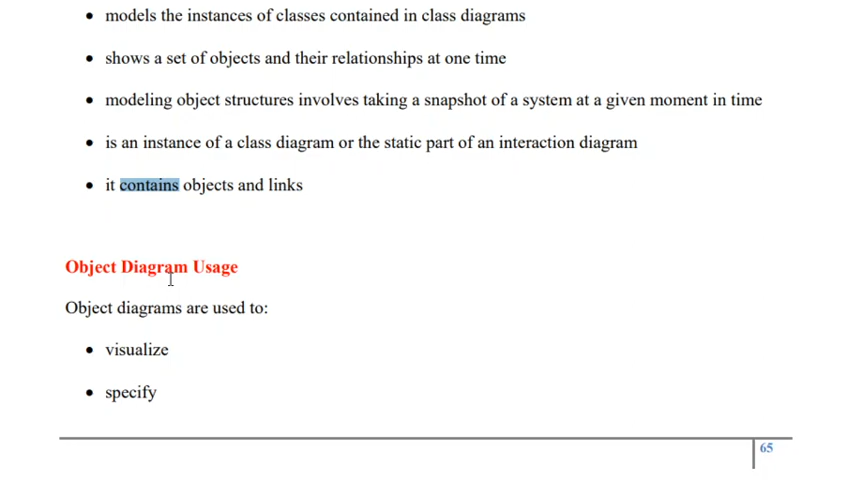 • models the instances of classes contained in class diagrams
• shows a set of objects and their relationships at one time
• modeling object structures involves taking a snapshot of a system at a given moment in time
• is an instance of a class diagram or the static part of an interaction diagram
• it contains objects and links
Object Diagram Usage
Object diagrams are used to:
• visualize
• specify
65